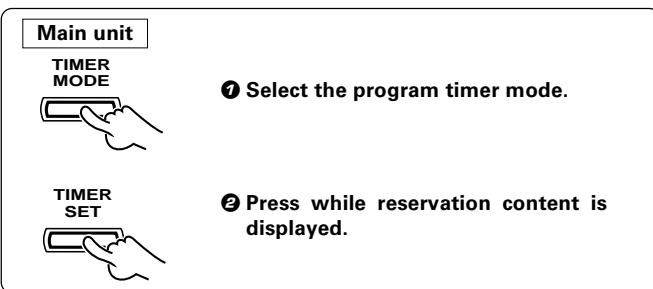 Main unit
TIMER
MODE
❶ Select the program timer mode.
TIMER
SET
❷ Press while reservation content is
displayed.